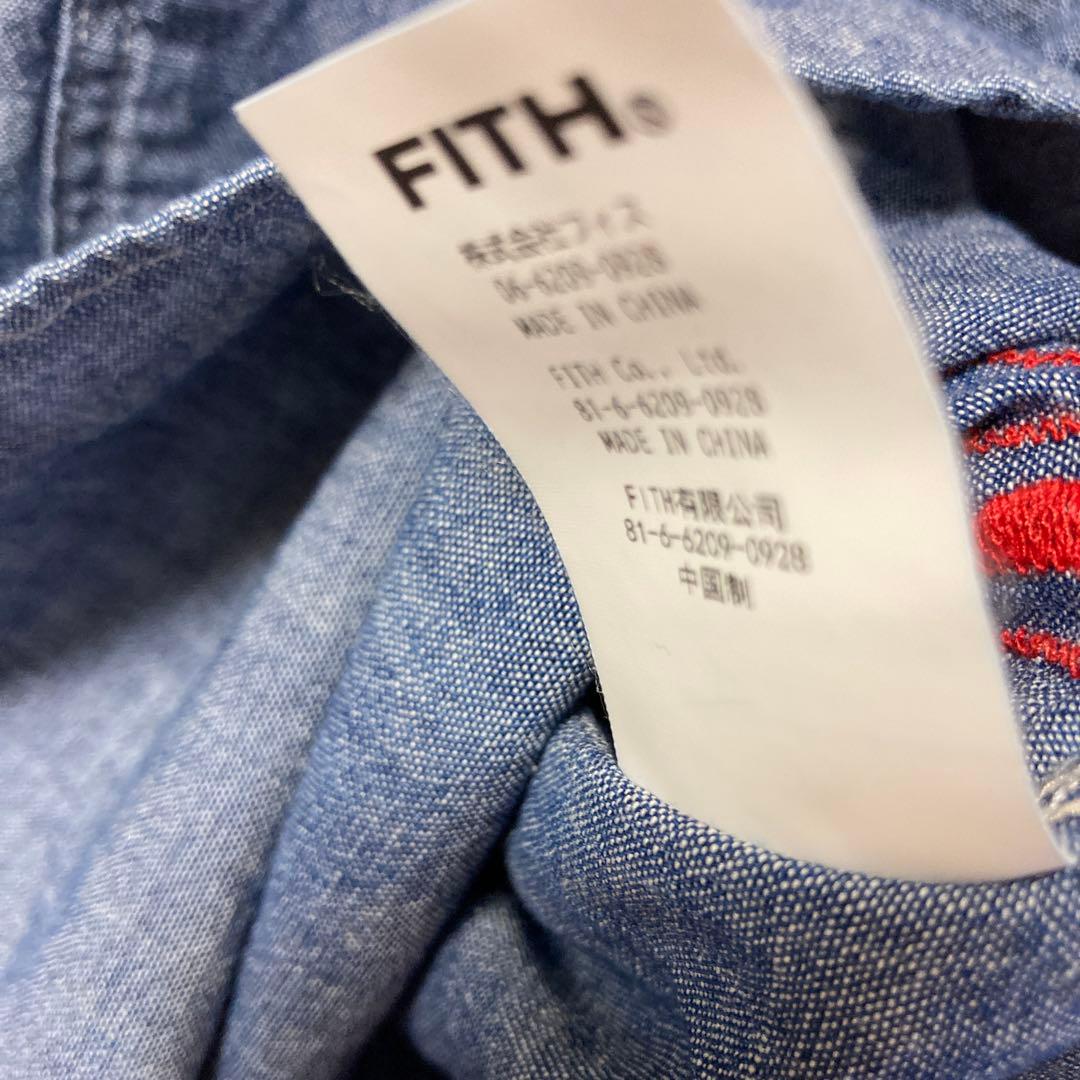 FITH®
株式会社フィス
06-6209-0928
MADE IN CHINA
FITH Co., Ltd.
81-6-6209-0928
MADE IN CHINA
FITH有限公司
81-6-6209-0928
中国制